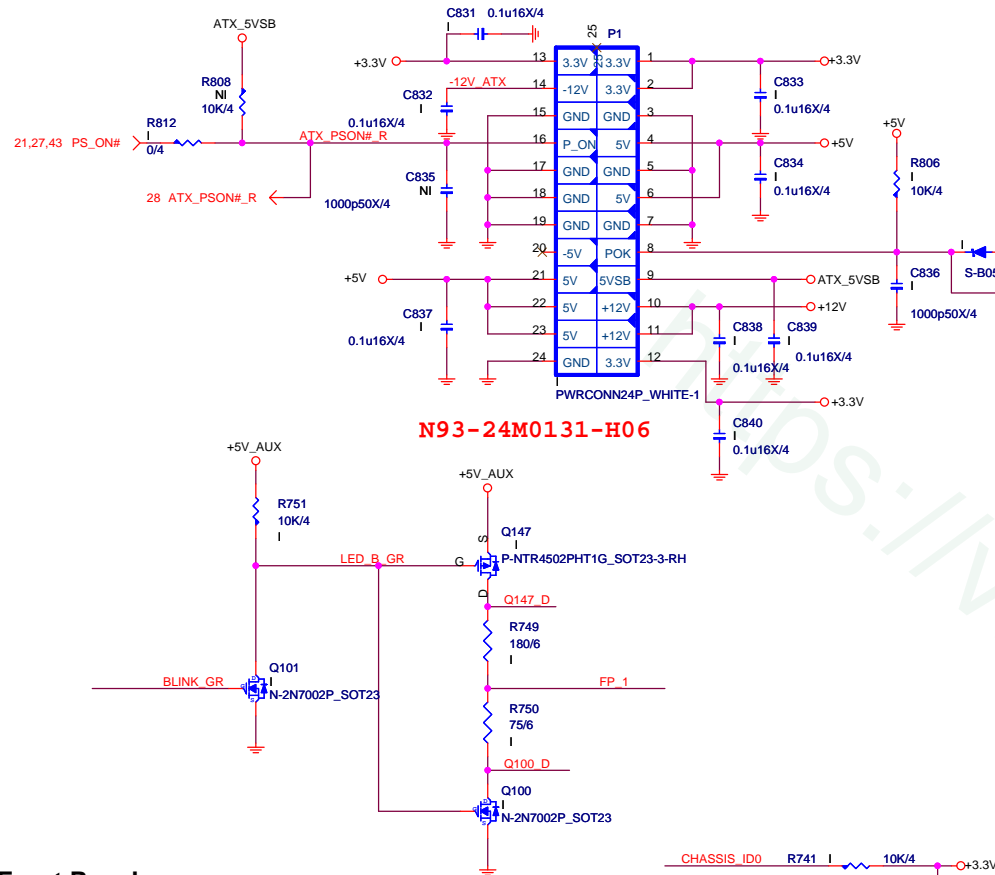 C831 0.1u16X/4
I
ATX_5VSB
25
P1
+3.3V
13 3.3V 25 3.3V 1
+3.3V
R808
NI
10K/4
-12V_ATX
14 -12V 3.3V 2
C832
I
0.1u16X/4
C833
I
0.1u16X/4
15 GND GND 3
R812
I
0/4
+5V
21,27,43 PS_ON#
ATX_PSON#_R
16 P_ON 5V 4
+5V
17 GND GND 5
C835
NI
1000p50X/4
C834
I
0.1u16X/4
R806
10K/4
I
28 ATX_PSON#_R
18 GND 5V 6
19 GND GND 7
20 -5V POK 8
I
S-B05
+5V
21 5V 5VSB 9
ATX_5VSB
C836
I
1000p50X/4
22 5V +12V 10
+12V
C837
I
0.1u16X/4
23 5V +12V 11
C838
I
0.1u16X/4
C839
I
0.1u16X/4
24 GND 3.3V 12
I
PWRCONN24P_WHITE-1
+3.3V
N93-24M0131-H06
C840
I
0.1u16X/4
+5V_AUX
+5V_AUX
R751
10K/4
I
Q147
I
S
P-NTR4502PHT1G_SOT23-3-RH
LED_B_GR
G
D
Q147_D
R749
180/6
I
Q101
I
N-2N7002P_SOT23
BLINK_GR
FP_1
R750
75/6
I
Q100_D
Q100
I
N-2N7002P_SOT23
CHASSIS_ID0 R741 I 10K/4 +3.3V
https://v